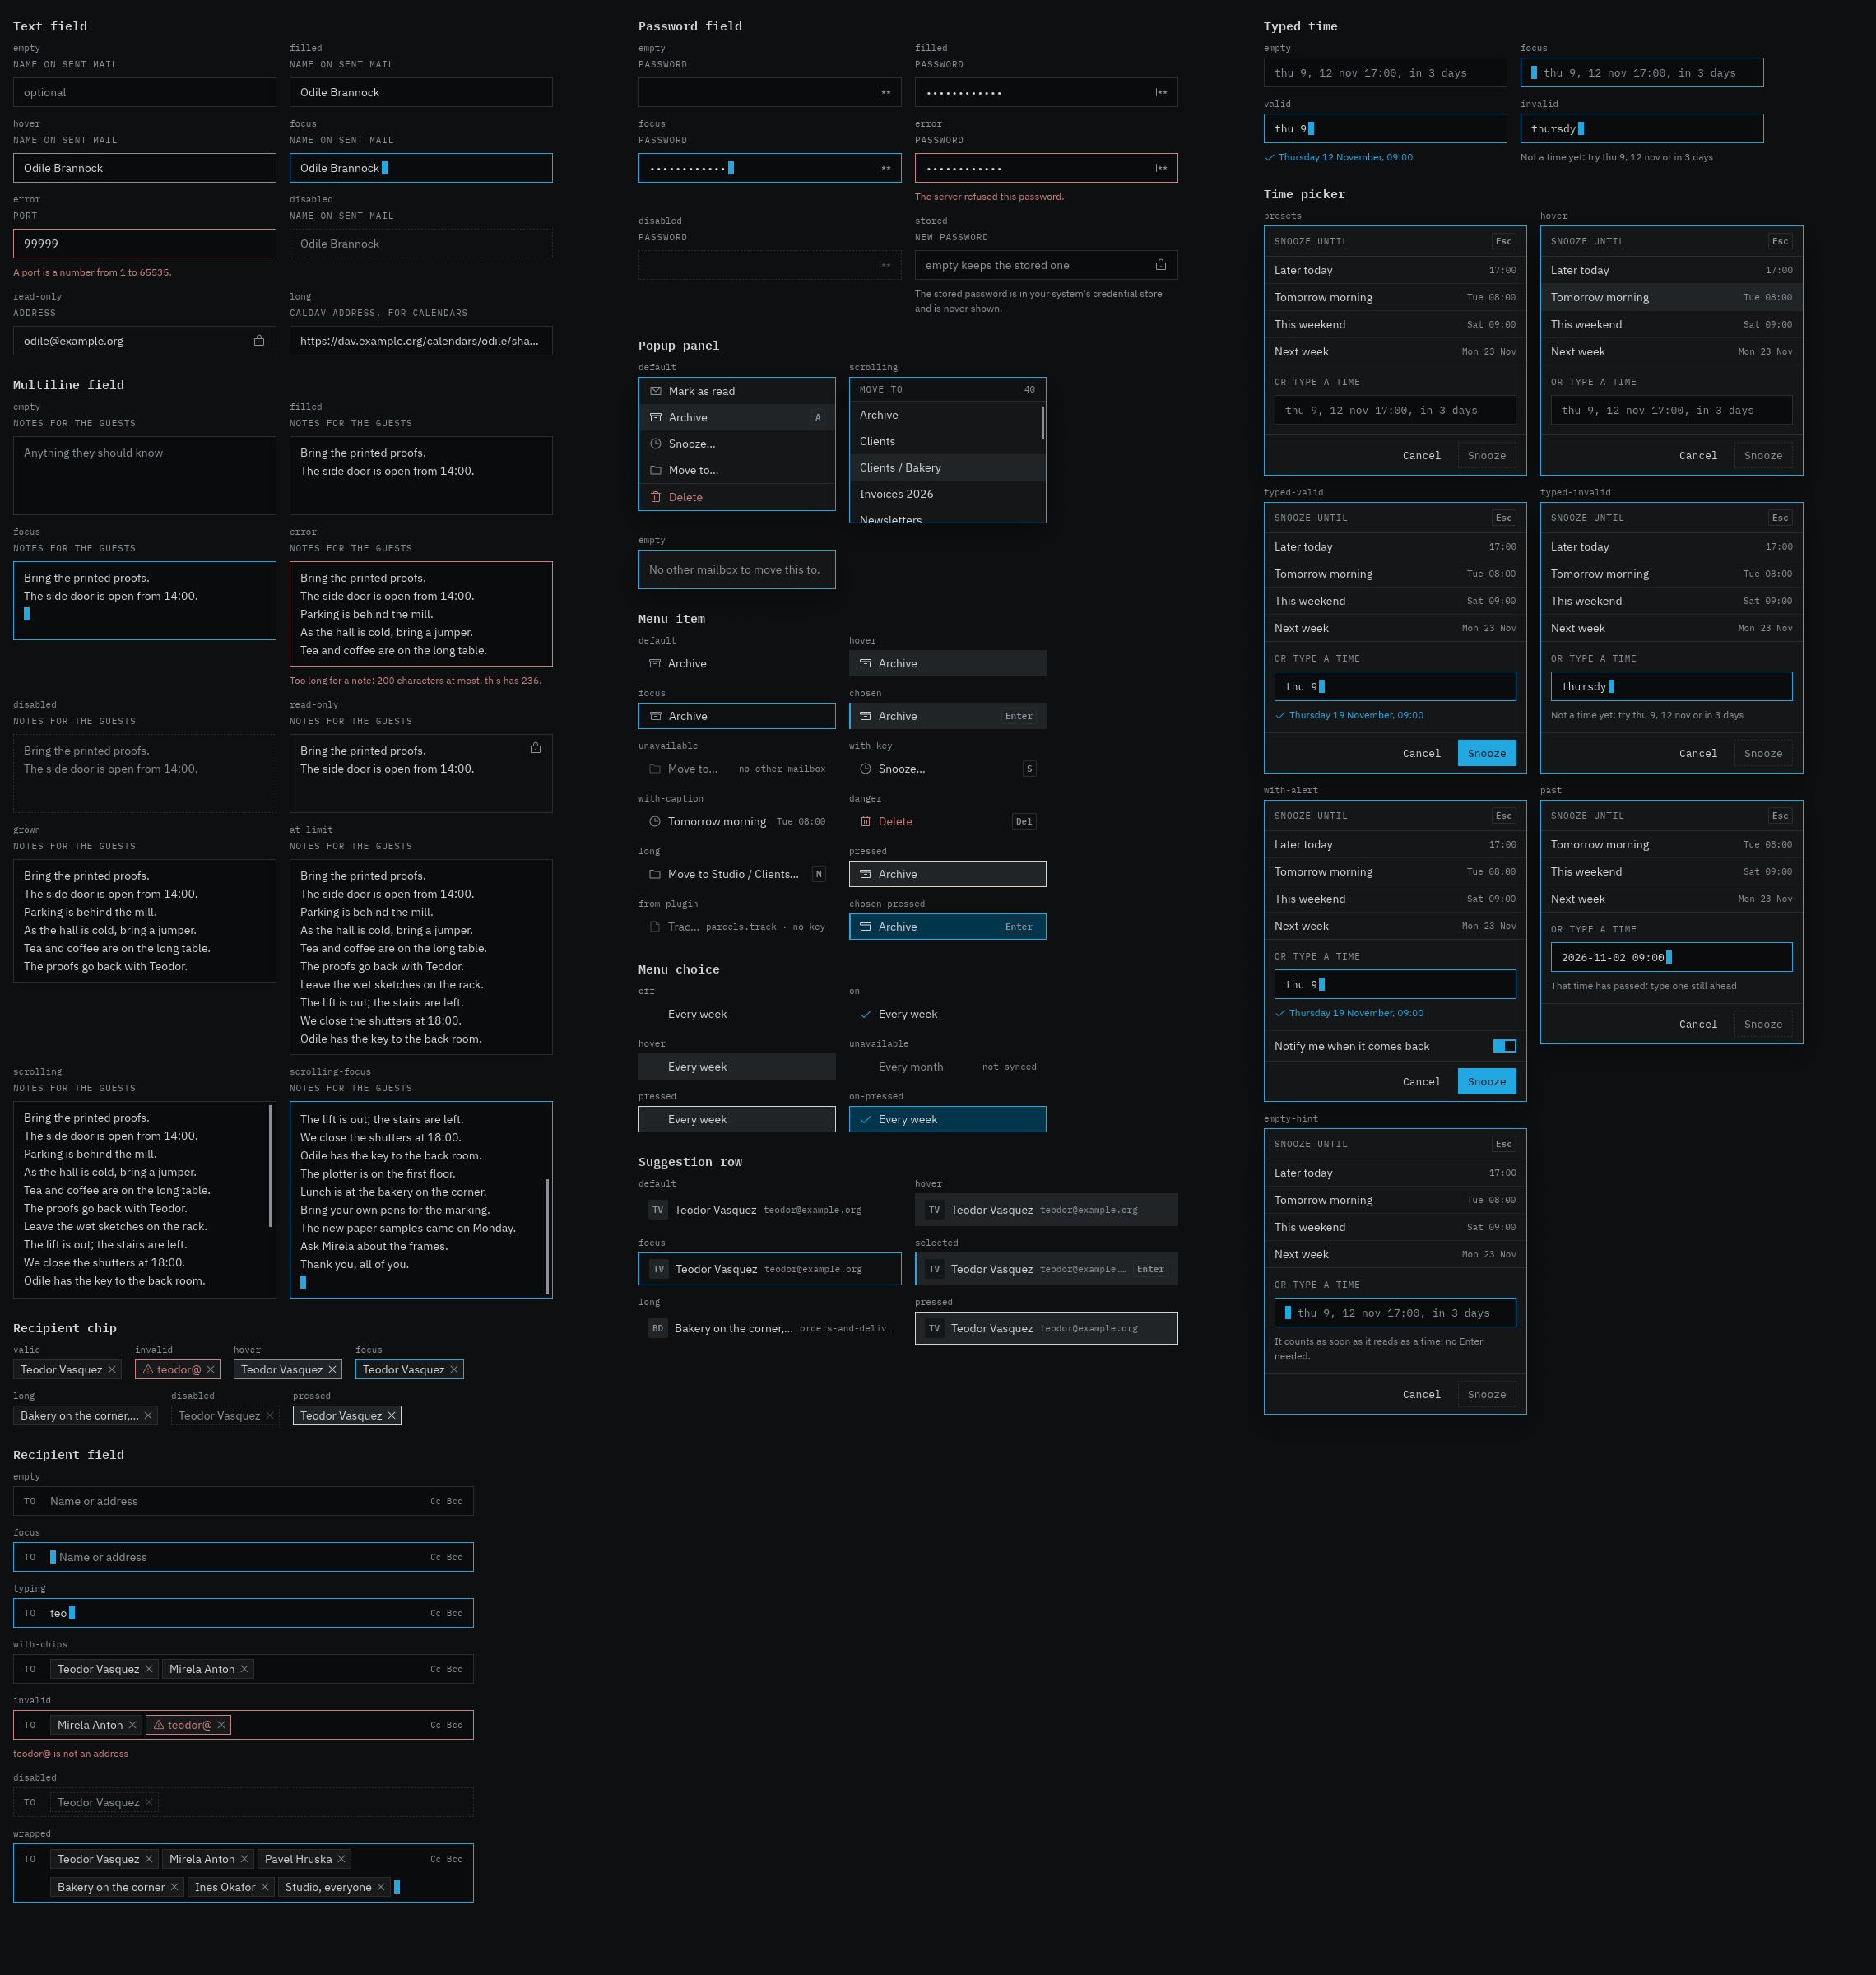 Text field
empty
NAME ON SENT MAIL
optional
filled
NAME ON SENT MAIL
Odile Brannock
hover
NAME ON SENT MAIL
Odile Brannock
focus
NAME ON SENT MAIL
Odile Brannock
error
PORT
99999
A port is a number from 1 to 65535.
disabled
NAME ON SENT MAIL
Odile Brannock
read-only
ADDRESS
odile@example.org
long
CALDAV ADDRESS, FOR CALENDARS
https://dav.example.org/calendars/odile/sha...
Multiline field
empty
NOTES FOR THE GUESTS
Anything they should know
filled
NOTES FOR THE GUESTS
Bring the printed proofs.
The side door is open from 14:00.
focus
NOTES FOR THE GUESTS
Bring the printed proofs.
The side door is open from 14:00.
error
NOTES FOR THE GUESTS
Bring the printed proofs.
The side door is open from 14:00.
Parking is behind the mill.
As the hall is cold, bring a jumper.
Tea and coffee are on the long table.
Too long for a note: 200 characters at most, this has 236.
disabled
NOTES FOR THE GUESTS
Bring the printed proofs.
The side door is open from 14:00.
read-only
NOTES FOR THE GUESTS
Bring the printed proofs.
The side door is open from 14:00.
grown
NOTES FOR THE GUESTS
Bring the printed proofs.
The side door is open from 14:00.
Parking is behind the mill.
As the hall is cold, bring a jumper.
Tea and coffee are on the long table.
The proofs go back with Teodor.
at-limit
NOTES FOR THE GUESTS
Bring the printed proofs.
The side door is open from 14:00.
Parking is behind the mill.
As the hall is cold, bring a jumper.
Tea and coffee are on the long table.
The proofs go back with Teodor.
Leave the wet sketches on the rack.
The lift is out; the stairs are left.
We close the shutters at 18:00.
Odile has the key to the back room.
scrolling
NOTES FOR THE GUESTS
Bring the printed proofs.
The side door is open from 14:00.
Parking is behind the mill.
As the hall is cold, bring a jumper.
Tea and coffee are on the long table.
The proofs go back with Teodor.
Leave the wet sketches on the rack.
The lift is out; the stairs are left.
We close the shutters at 18:00.
Odile has the key to the back room.
scrolling-focus
NOTES FOR THE GUESTS
The lift is out; the stairs are left.
We close the shutters at 18:00.
Odile has the key to the back room.
The plotter is on the first floor.
Lunch is at the bakery on the corner.
Bring your own pens for the marking.
The new paper samples came on Monday.
Ask Mirela about the frames.
Thank you, all of you.
Recipient chip
valid
Teodor Vasquez
invalid
teodor@
hover
Teodor Vasquez
focus
Teodor Vasquez
long
Bakery on the corner,...
disabled
Teodor Vasquez
pressed
Teodor Vasquez
Recipient field
empty
TO Name or address Cc Bcc
focus
TO Name or address Cc Bcc
typing
TO teo Cc Bcc
with-chips
TO Teodor Vasquez Mirela Anton Cc Bcc
invalid
TO Mirela Anton teodor@ Cc Bcc
teodor@ is not an address
disabled
TO Teodor Vasquez
wrapped
TO Teodor Vasquez Mirela Anton Pavel Hruska Cc Bcc
Bakery on the corner Ines Okafor Studio, everyone
Password field
empty
PASSWORD
|**
filled
PASSWORD
•••••••••••• |**
focus
PASSWORD
•••••••••••• |**
error
PASSWORD
•••••••••••• |**
The server refused this password.
disabled
PASSWORD
|**
stored
NEW PASSWORD
empty keeps the stored one
The stored password is in your system's credential store
and is never shown.
Popup panel
default
Mark as read
Archive A
Snooze...
Move to...
Delete
scrolling
MOVE TO 40
Archive
Clients
Clients / Bakery
Invoices 2026
Newsletters
empty
No other mailbox to move this to.
Menu item
default
Archive
hover
Archive
focus
Archive
chosen
Archive Enter
unavailable
Move to... no other mailbox
with-key
Snooze... S
with-caption
Tomorrow morning Tue 08:00
danger
Delete Del
long
Move to Studio / Clients... M
pressed
Archive
from-plugin
Trac... parcels.track · no key
chosen-pressed
Archive Enter
Menu choice
off
Every week
on
Every week
hover
Every week
unavailable
Every month not synced
pressed
Every week
on-pressed
Every week
Suggestion row
default
TV Teodor Vasquez teodor@example.org
hover
TV Teodor Vasquez teodor@example.org
focus
TV Teodor Vasquez teodor@example.org
selected
TV Teodor Vasquez teodor@example.… Enter
long
BD Bakery on the corner,... orders-and-deliv…
pressed
TV Teodor Vasquez teodor@example.org
Typed time
empty
thu 9, 12 nov 17:00, in 3 days
focus
thu 9, 12 nov 17:00, in 3 days
valid
thu 9
Thursday 12 November, 09:00
invalid
thursdy
Not a time yet: try thu 9, 12 nov or in 3 days
Time picker
presets
SNOOZE UNTIL Esc
Later today 17:00
Tomorrow morning Tue 08:00
This weekend Sat 09:00
Next week Mon 23 Nov
OR TYPE A TIME
thu 9, 12 nov 17:00, in 3 days
Cancel Snooze
hover
SNOOZE UNTIL Esc
Later today 17:00
Tomorrow morning Tue 08:00
This weekend Sat 09:00
Next week Mon 23 Nov
OR TYPE A TIME
thu 9, 12 nov 17:00, in 3 days
Cancel Snooze
typed-valid
SNOOZE UNTIL Esc
Later today 17:00
Tomorrow morning Tue 08:00
This weekend Sat 09:00
Next week Mon 23 Nov
OR TYPE A TIME
thu 9
Thursday 19 November, 09:00
Cancel Snooze
typed-invalid
SNOOZE UNTIL Esc
Later today 17:00
Tomorrow morning Tue 08:00
This weekend Sat 09:00
Next week Mon 23 Nov
OR TYPE A TIME
thursdy
Not a time yet: try thu 9, 12 nov or in 3 days
Cancel Snooze
with-alert
SNOOZE UNTIL Esc
Later today 17:00
Tomorrow morning Tue 08:00
This weekend Sat 09:00
Next week Mon 23 Nov
OR TYPE A TIME
thu 9
Thursday 19 November, 09:00
Notify me when it comes back
Cancel Snooze
past
SNOOZE UNTIL Esc
Tomorrow morning Tue 08:00
This weekend Sat 09:00
Next week Mon 23 Nov
OR TYPE A TIME
2026-11-02 09:00
That time has passed: type one still ahead
Cancel Snooze
empty-hint
SNOOZE UNTIL Esc
Later today 17:00
Tomorrow morning Tue 08:00
This weekend Sat 09:00
Next week Mon 23 Nov
OR TYPE A TIME
thu 9, 12 nov 17:00, in 3 days
It counts as soon as it reads as a time: no Enter
needed.
Cancel Snooze